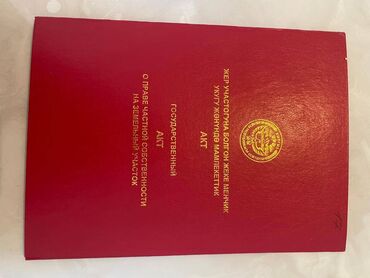 ЖЕР УЧАСТОГУНА БОЛГОН ЖЕКЕ МЕНЧИК
УКУГУ ЖӨНҮНДӨ МАМЛЕКЕТТИК
АКТ
ГОСУДАРСТВЕННЫЙ
АКТ
О ПРАВЕ ЧАСТНОЙ СОБСТВЕННОСТИ
НА ЗЕМЕЛЬНЫЙ УЧАСТОК